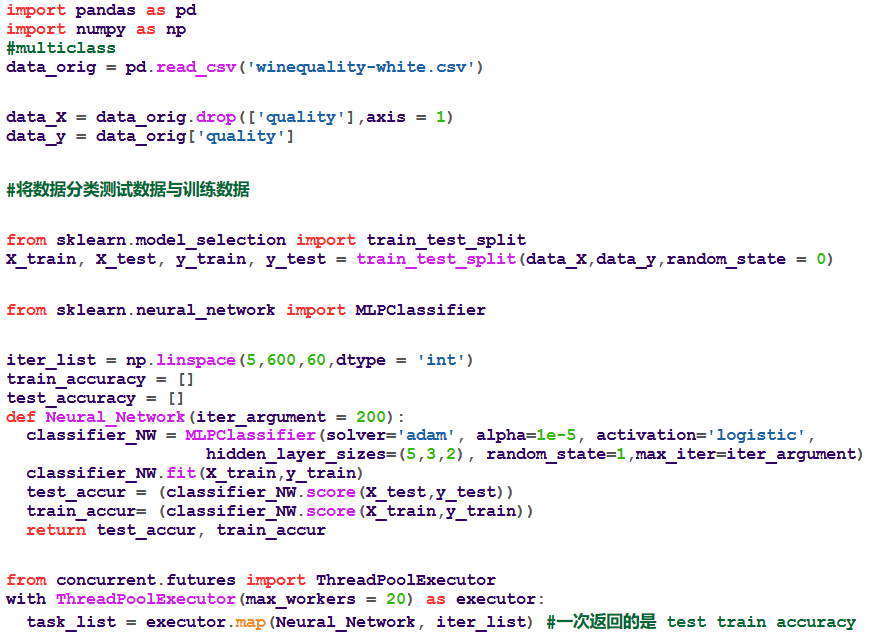 import pandas as pd
import numpy as np
#multiclass
data_orig = pd.read_csv('winequality-white.csv')
data_X = data_orig.drop(['quality'],axis = 1)
data_y = data_orig['quality']
#将数据分类测试数据与训练数据
from sklearn.model_selection import train_test_split
X_train, X_test, y_train, y_test = train_test_split(data_X,data_y,random_state = 0)
from sklearn.neural_network import MLPClassifier
iter_list = np.linspace(5,600,60,dtype = 'int')
train_accuracy = []
test_accuracy = []
def Neural_Network(iter_argument = 200):
  classifier_NW = MLPClassifier(solver='adam', alpha=1e-5, activation='logistic',
                    hidden_layer_sizes=(5,3,2), random_state=1,max_iter=iter_argument)
  classifier_NW.fit(X_train,y_train)
  test_accur = (classifier_NW.score(X_test,y_test))
  train_accur= (classifier_NW.score(X_train,y_train))
  return test_accur, train_accur
from concurrent.futures import ThreadPoolExecutor
with ThreadPoolExecutor(max_workers = 20) as executor:
  task_list = executor.map(Neural_Network, iter_list) #一次返回的是 test train accuracy